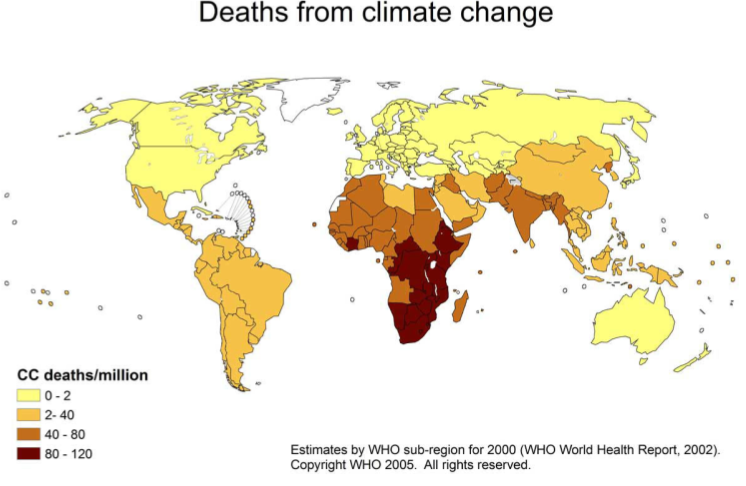 Deaths from climate change
CC deaths/million
0 - 2
2- 40
40 - 80
80 - 120
Estimates by WHO sub-region for 2000 (WHO World Health Report, 2002).
Copyright WHO 2005.  All rights reserved.